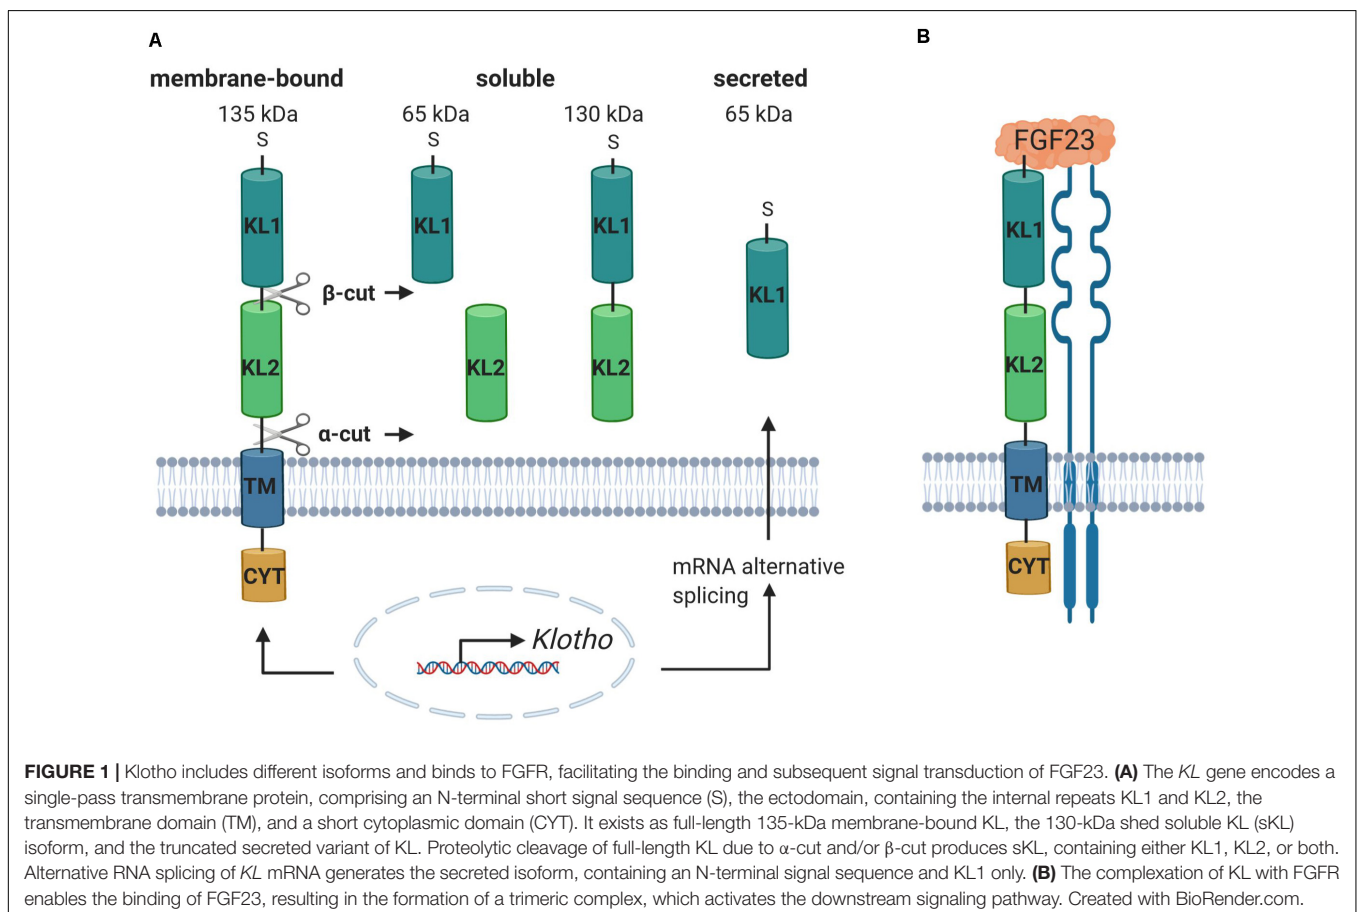 A
membrane-bound
soluble
secreted
135 kDa
65 kDa
130 kDa
65 kDa
S
S
S
S
KL1
KL1
KL1
KL1
β-cut
KL2
KL2
KL2
α-cut
TM
CYT
mRNA alternative
splicing
Klotho
B
FGF23
KL1
KL2
TM
CYT
FIGURE 1 | Klotho includes different isoforms and binds to FGFR, facilitating the binding and subsequent signal transduction of FGF23. (A) The KL gene encodes a
single-pass transmembrane protein, comprising an N-terminal short signal sequence (S), the ectodomain, containing the internal repeats KL1 and KL2, the
transmembrane domain (TM), and a short cytoplasmic domain (CYT). It exists as full-length 135-kDa membrane-bound KL, the 130-kDa shed soluble KL (sKL)
isoform, and the truncated secreted variant of KL. Proteolytic cleavage of full-length KL due to α-cut and/or β-cut produces sKL, containing either KL1, KL2, or both.
Alternative RNA splicing of KL mRNA generates the secreted isoform, containing an N-terminal signal sequence and KL1 only. (B) The complexation of KL with FGFR
enables the binding of FGF23, resulting in the formation of a trimeric complex, which activates the downstream signaling pathway. Created with BioRender.com.